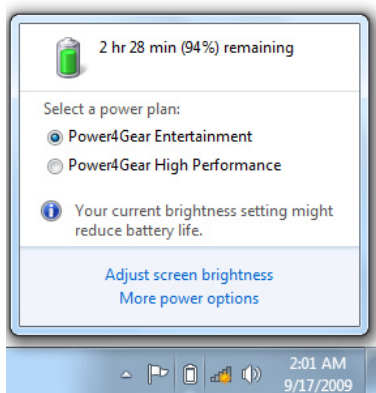 2 hr 28 min (94%) remaining
Select a power plan:
Power4Gear Entertainment
Power4Gear High Performance
Your current brightness setting might
reduce battery life.
Adjust screen brightness
More power options
2:01 AM
9/17/2009